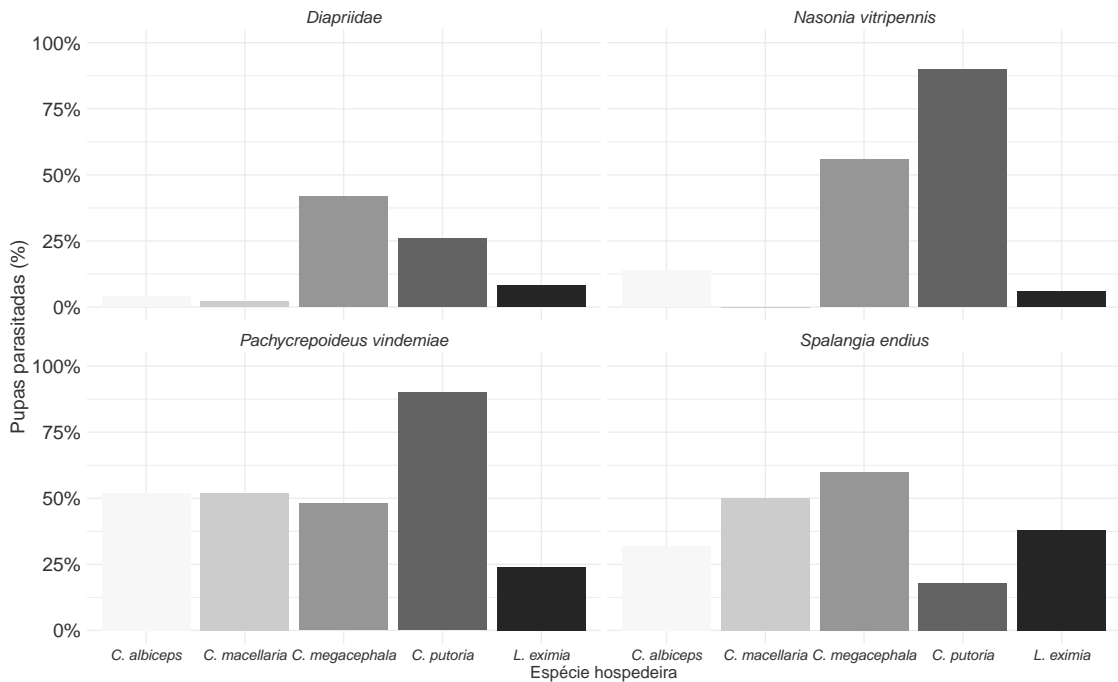 Diapriidae
Nasonia vitripennis
100%
75%
50%
25%
0%
Pachycrepoideus vindemiae
Spalangia endius
100%
75%
50%
25%
0%
Pupas parasitadas (%)
C. albiceps C. macellaria C. megacephala C. putoria L. eximia
C. albiceps C. macellaria C. megacephala C. putoria L. eximia
Espécie hospedeira